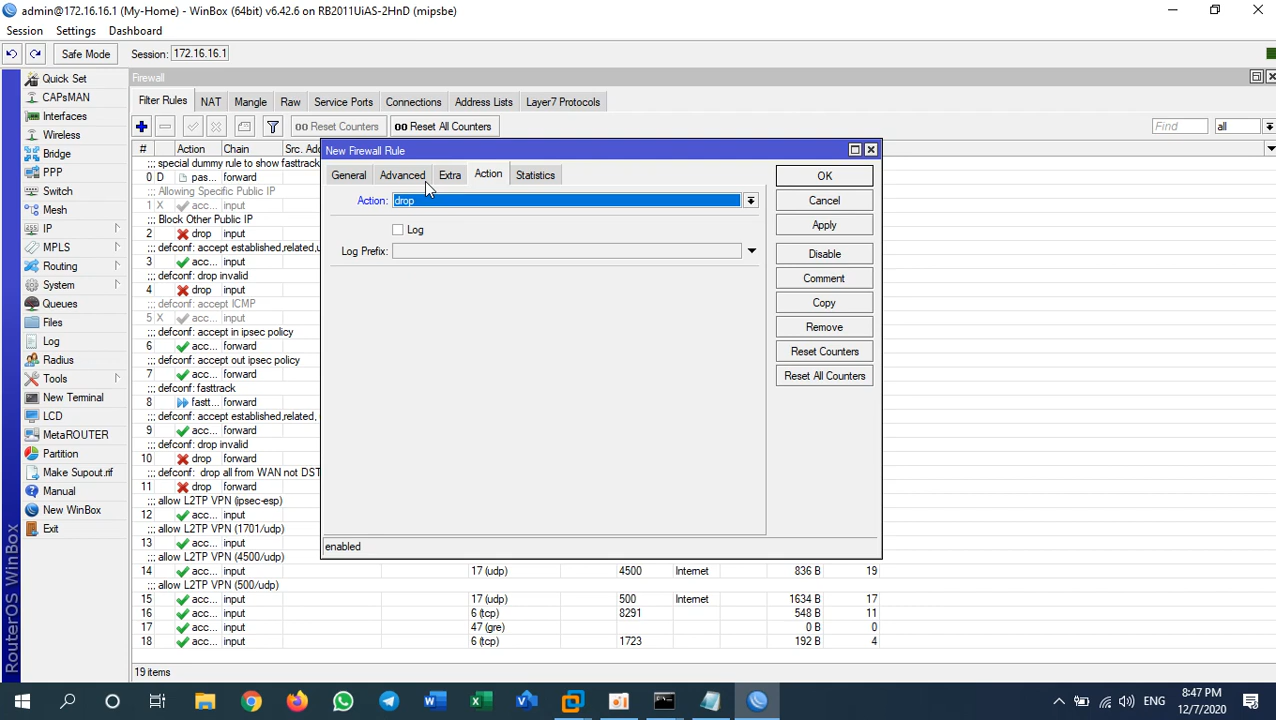 admin@172.16.16.1 (My-Home) - WinBox (64bit) v6.42.6 on RB2011UiAS-2HnD (mipsbe)
Session Settings Dashboard
Safe Mode Session: 172.16.16.1
Quick Set
CAPsMAN
Interfaces
Wireless
Bridge
PPP
Switch
Mesh
IP
MPLS
Routing
System
Queues
Files
Log
Radius
Tools
New Terminal
LCD
MetaROUTER
Partition
Make Supout.rif
Manual
New WinBox
Exit
RouterOS WinBox
Firewall
Filter Rules NAT Mangle Raw Service Ports Connections Address Lists Layer7 Protocols
00 Reset Counters 00 Reset All Counters Find all
# Action Chain Src. Ad
;;; special dummy rule to show fasttrack
0 D pas... forward
;;; Allowing Specific Public IP
1 X acc... input
;;; Block Other Public IP
2 drop input
;;; defconf: accept established,related,u
3 acc... input
;;; defconf: drop invalid
4 drop input
;;; defconf: accept ICMP
5 X acc... input
;;; defconf: accept in ipsec policy
6 acc... forward
;;; defconf: accept out ipsec policy
7 acc... forward
;;; defconf: fasttrack
8 fastt... forward
;;; defconf: accept established,related,
9 acc... forward
;;; defconf: drop invalid
10 drop forward
;;; defconf: drop all from WAN not DST
11 drop forward
;;; allow L2TP VPN (ipsec-esp)
12 acc... input
;;; allow L2TP VPN (1701/udp)
13 acc... input
;;; allow L2TP VPN (4500/udp)
14 acc... input 17 (udp) 4500 Internet 836 B 19
;;; allow L2TP VPN (500/udp)
15 acc... input 17 (udp) 500 Internet 1634 B 17
16 acc... input 6 (tcp) 8291 548 B 11
17 acc... input 47 (gre) 0 B 0
18 acc... input 6 (tcp) 1723 192 B 4
19 items
New Firewall Rule
General Advanced Extra Action Statistics
Action: drop
Log
Log Prefix:
OK
Cancel
Apply
Disable
Comment
Copy
Remove
Reset Counters
Reset All Counters
enabled
ENG
8:47 PM
12/7/2020